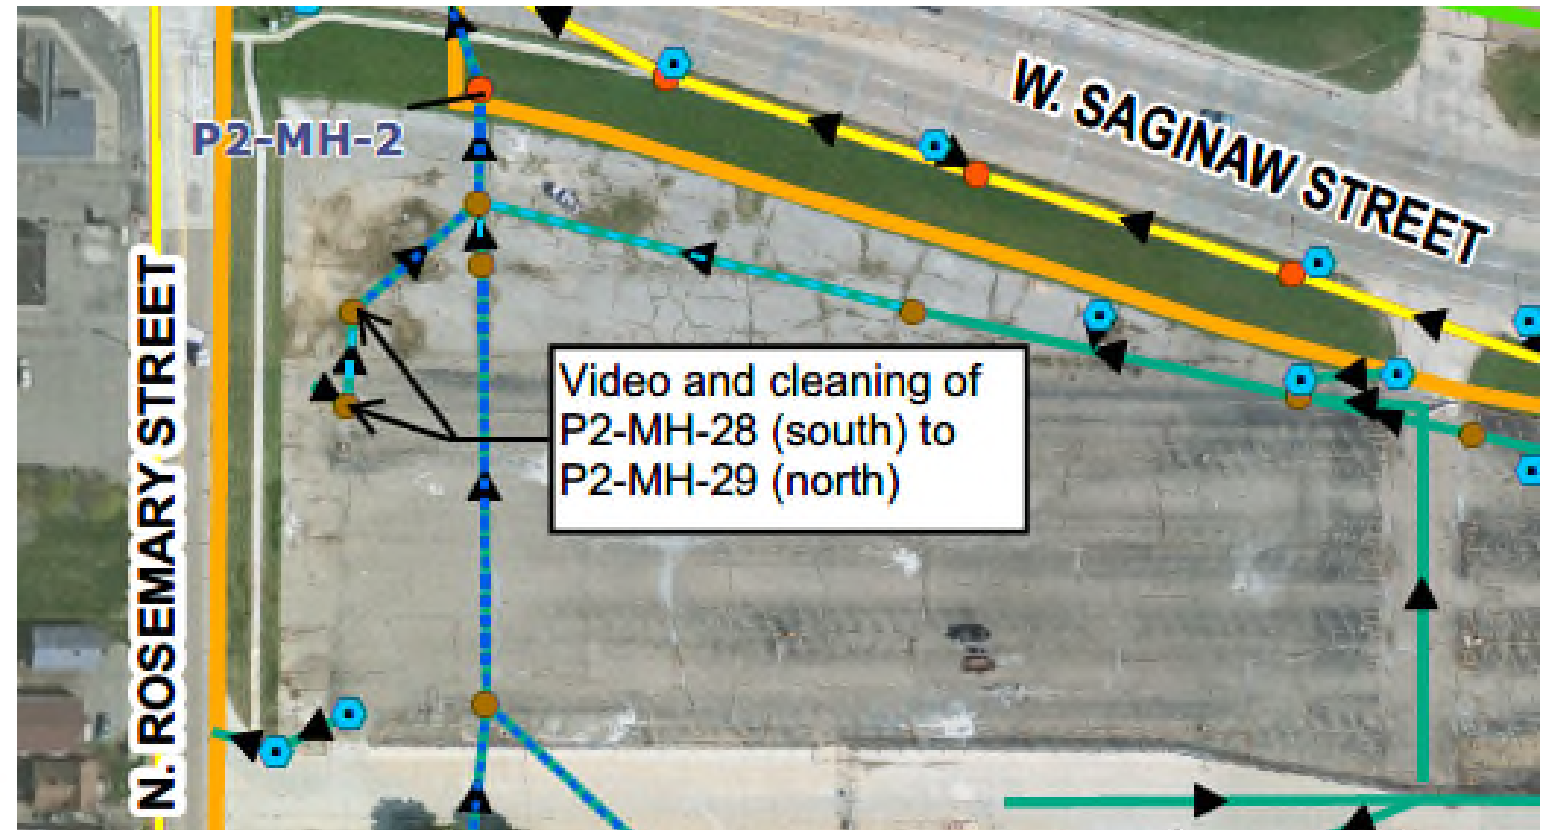 W. SAGINAW STREET
P2-MH-2
N. ROSEMARY STREET
Video and cleaning of
P2-MH-28 (south) to
P2-MH-29 (north)